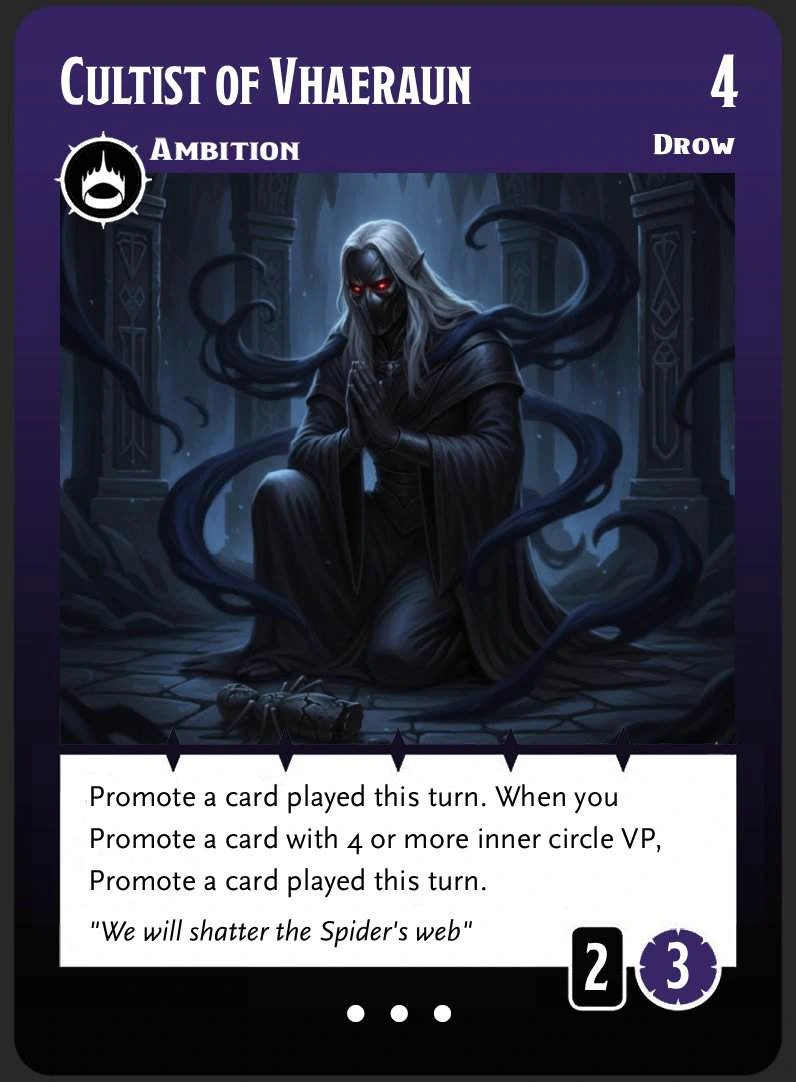 Cultist of Vhaeraun 4
Ambition Drow
Promote a card played this turn. When you
Promote a card with 4 or more inner circle VP,
Promote a card played this turn.
"We will shatter the Spider's web"
2 3